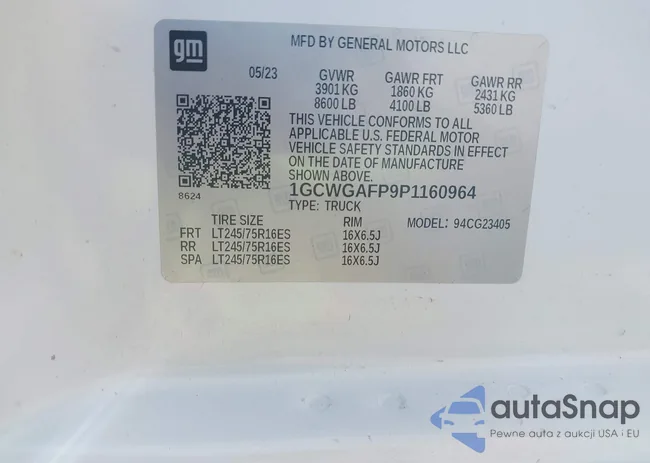 gm
MFD BY GENERAL MOTORS LLC
05/23 GVWR GAWR FRT GAWR RR
3901 KG 1860 KG 2431 KG
8600 LB 4100 LB 5360 LB
THIS VEHICLE CONFORMS TO ALL
APPLICABLE U.S. FEDERAL MOTOR
VEHICLE SAFETY STANDARDS IN EFFECT
ON THE DATE OF MANUFACTURE
SHOWN ABOVE.
8624
1GCWGAFP9P1160964
TYPE: TRUCK
TIRE SIZE RIM MODEL: 94CG23405
FRT LT245/75R16ES 16X6.5J
RR LT245/75R16ES 16X6.5J
SPA LT245/75R16ES 16X6.5J
autaSnap
Pewne auta z aukcji USA i EU